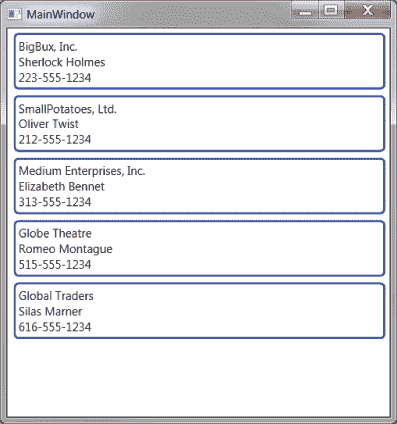 MainWindow
BigBux, Inc.
Sherlock Holmes
223-555-1234
SmallPotatoes, Ltd.
Oliver Twist
212-555-1234
Medium Enterprises, Inc.
Elizabeth Bennet
313-555-1234
Globe Theatre
Romeo Montague
515-555-1234
Global Traders
Silas Marner
616-555-1234